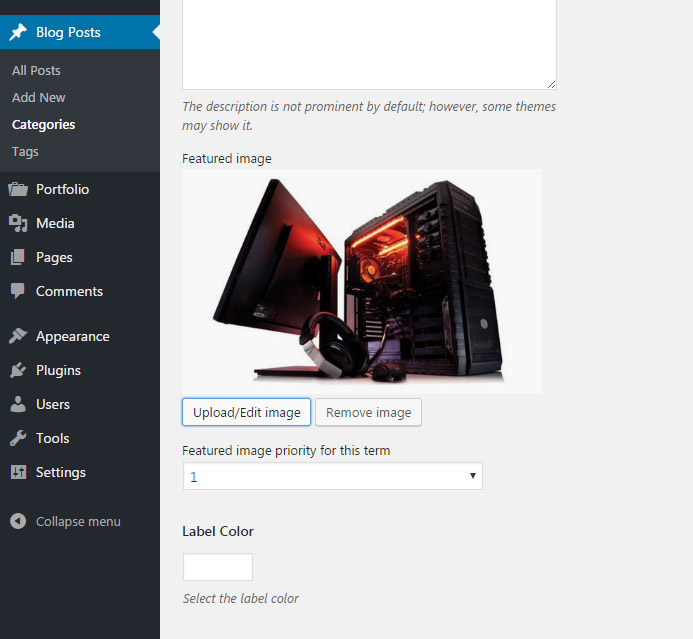 Blog Posts
All Posts
Add New
Categories
Tags
Portfolio
Media
Pages
Comments
Appearance
Plugins
Users
Tools
Settings
Collapse menu
The description is not prominent by default; however, some themes
may show it.
Featured image
Upload/Edit image
Remove image
Featured image priority for this term
1
Label Color
Select the label color